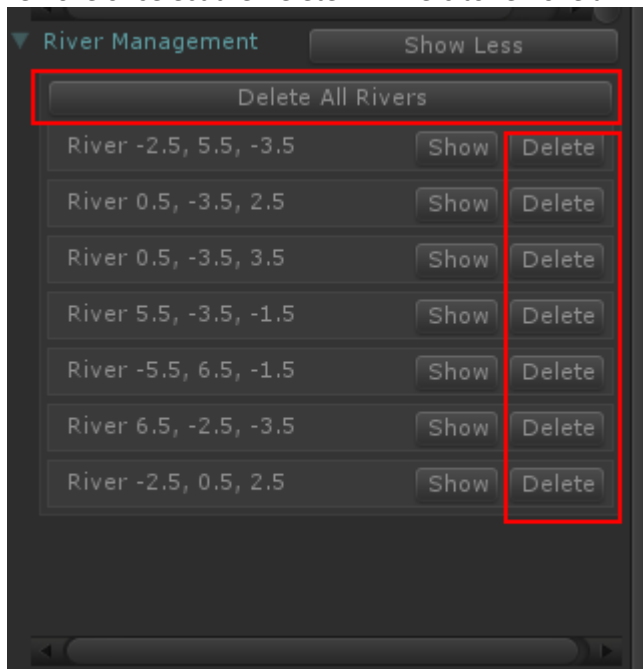 River Management Show Less
Delete All Rivers
River -2.5, 5.5, -3.5 Show Delete
River 0.5, -3.5, 2.5 Show Delete
River 0.5, -3.5, 3.5 Show Delete
River 5.5, -3.5, -1.5 Show Delete
River -5.5, 6.5, -1.5 Show Delete
River 6.5, -2.5, -3.5 Show Delete
River -2.5, 0.5, 2.5 Show Delete